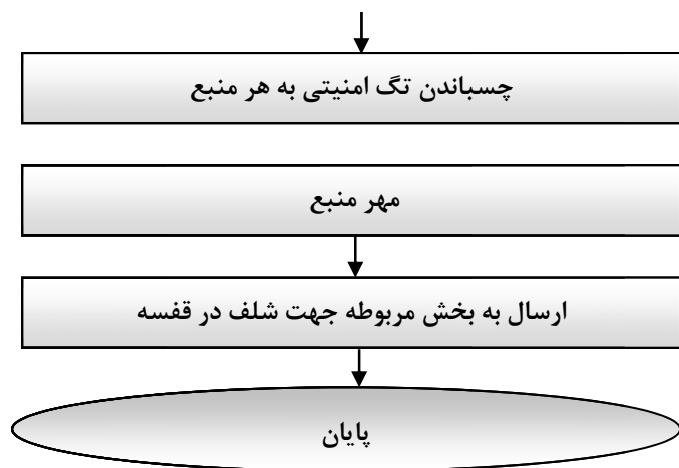 چسباندن تگ امنیتی به هر منبع
مهر منبع
ارسال به بخش مربوطه جهت شلف در قفسه
پایان